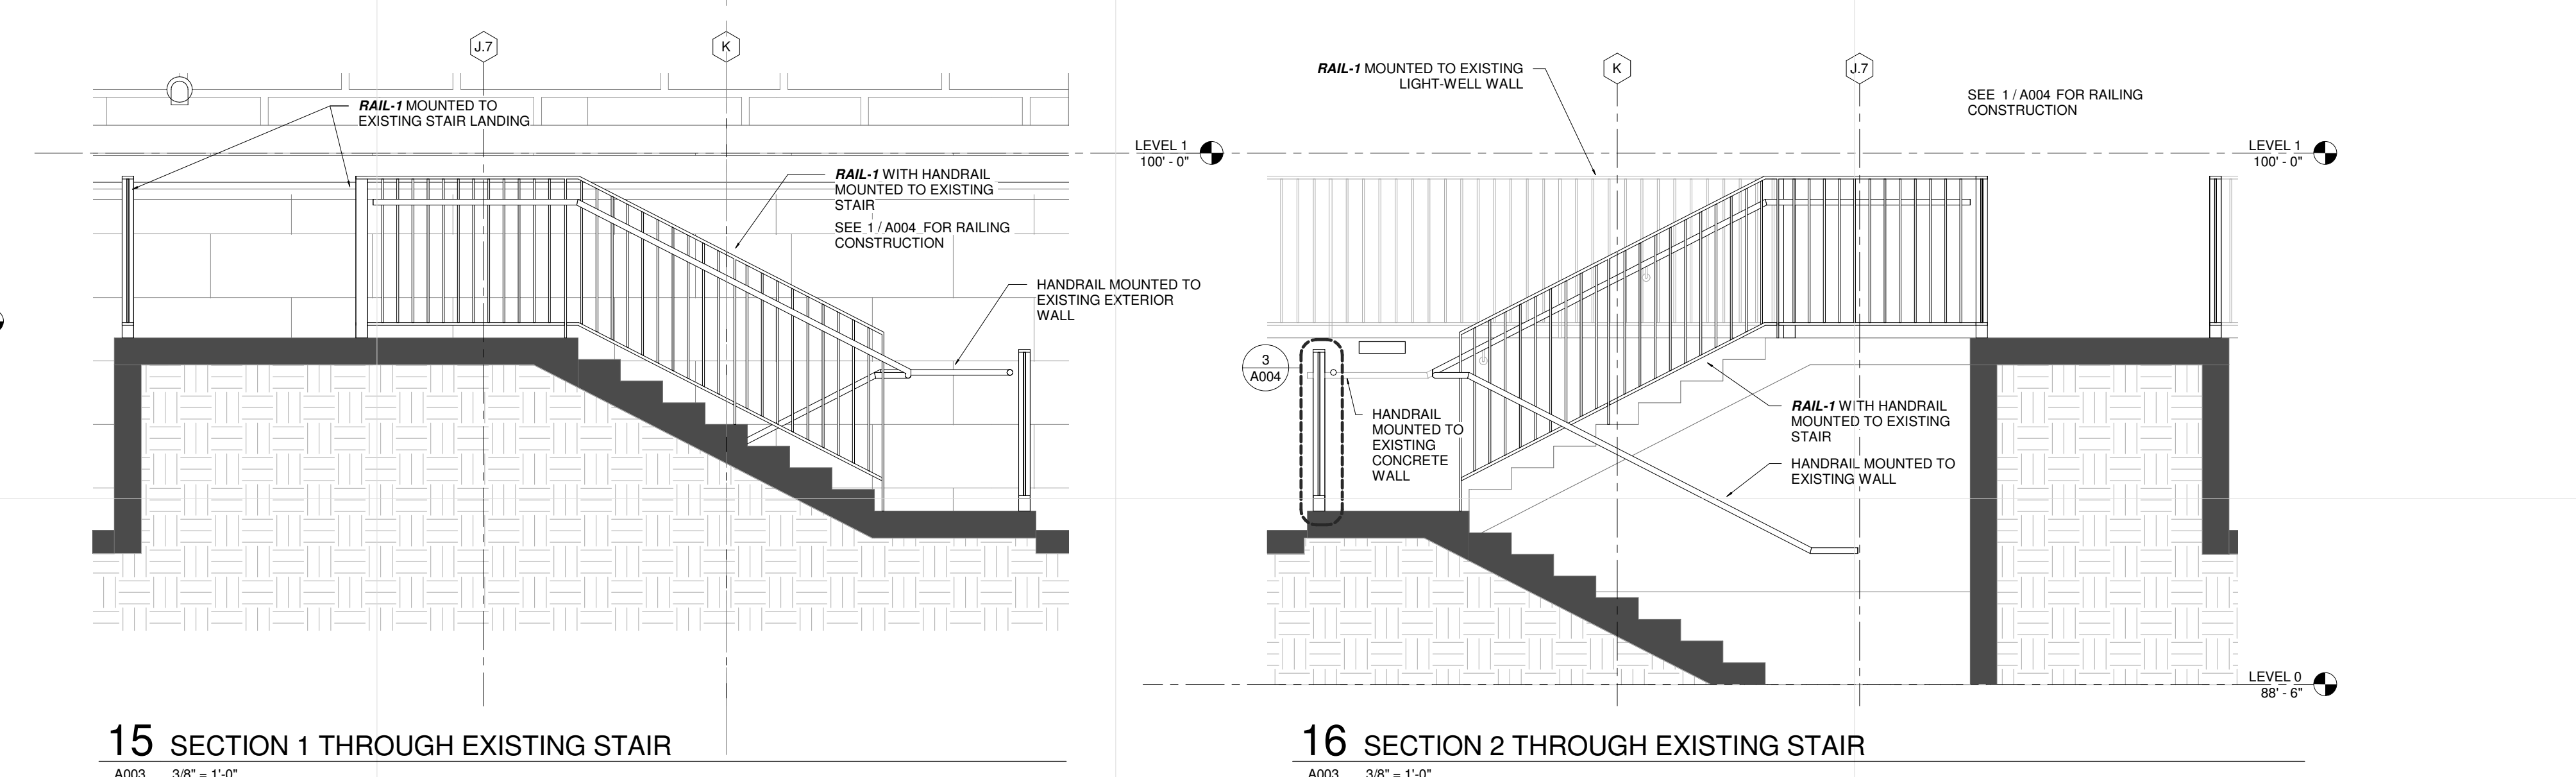 J.7
K
RAIL-1 MOUNTED TO
EXISTING STAIR LANDING
LEVEL 1
100' - 0"
RAIL-1 WITH HANDRAIL
MOUNTED TO EXISTING
STAIR
SEE 1 / A004 FOR RAILING
CONSTRUCTION
HANDRAIL MOUNTED TO
EXISTING EXTERIOR
WALL
15 SECTION 1 THROUGH EXISTING STAIR
A003 3/8" = 1'-0"
RAIL-1 MOUNTED TO EXISTING
LIGHT-WELL WALL
K
J.7
SEE 1 / A004 FOR RAILING
CONSTRUCTION
LEVEL 1
100' - 0"
3
A004
HANDRAIL
MOUNTED TO
EXISTING
CONCRETE
WALL
RAIL-1 WITH HANDRAIL
MOUNTED TO EXISTING
STAIR
HANDRAIL MOUNTED TO
EXISTING WALL
LEVEL 0
88' - 6"
16 SECTION 2 THROUGH EXISTING STAIR
A003 3/8" = 1'-0"